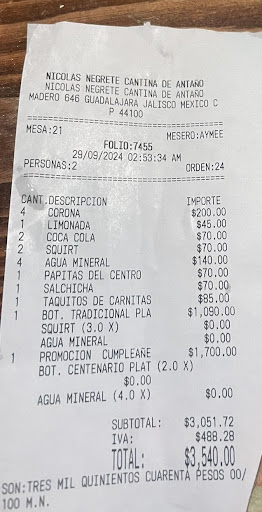 NICOLAS NEGRETE CANTINA DE ANTAÑO
NICOLAS NEGRETE CANTINA DE ANTAÑO
MADERO 646 GUADALAJARA JALISCO MEXICO C
P 44100
==============================
MESA:21 MESERO:AYMEE
FOLIO:7455
29/09/2024 02:53:34 AM
PERSONAS:2 ORDEN:24
==============================
CANT.DESCRIPCION IMPORTE
4 CORONA $200.00
1 LIMONADA $45.00
2 COCA COLA $70.00
2 SQUIRT $70.00
4 AGUA MINERAL $140.00
1 PAPITAS DEL CENTRO $70.00
1 SALCHICHA $70.00
1 TAQUITOS DE CARNITAS $85.00
1 BOT. TRADICIONAL PLA $1,090.00
SQUIRT (3.0 X) $0.00
AGUA MINERAL $0.00
1 PROMOCION CUMPLEAÑE $1,700.00
BOT. CENTENARIO PLAT (2.0 X)
$0.00
AGUA MINERAL (4.0 X) $0.00
SUBTOTAL: $3,051.72
IVA: $488.28
TOTAL: $3,540.00
SON:TRES MIL QUINIENTOS CUARENTA PESOS 00/
100 M.N.